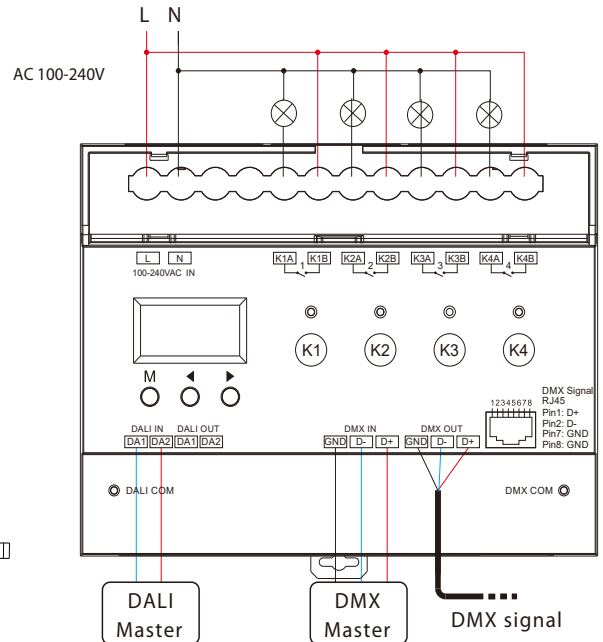 L N
AC 100-240V
L N
100-240VAC IN
K1A K1B K2A K2B K3A K3B K4A K4B
1 2 3 4
K1 K2 K3 K4
M
DMX Signal
RJ45
12345678
Pin1: D+
Pin2: D-
Pin7: GND
Pin8: GND
DALI IN DALI OUT
DA1 DA2 DA1 DA2
DMX IN DMX OUT
GND D- D+ GND D- D+
DALI COM
DMX COM
DALI
Master
DMX
Master
DMX signal